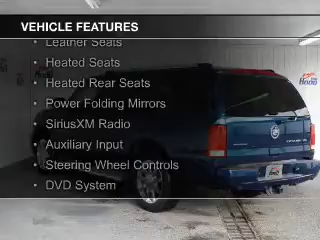 VEHICLE FEATURES
• Leather Seats
• Heated Seats
• Heated Rear Seats
• Power Folding Mirrors
• SiriusXM Radio
• Auxiliary Input
• Steering Wheel Controls
• DVD System